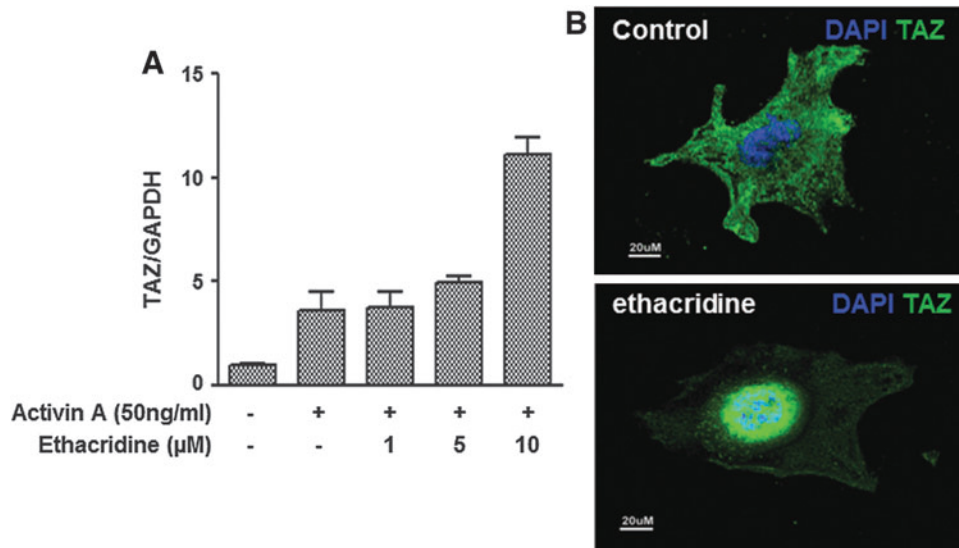 A
TAZ/GAPDH
15
10
5
0
Activin A (50ng/ml) - + + + +
Ethacridine (µM) - - 1 5 10
B
Control DAPI TAZ
20uM
ethacridine DAPI TAZ
20uM